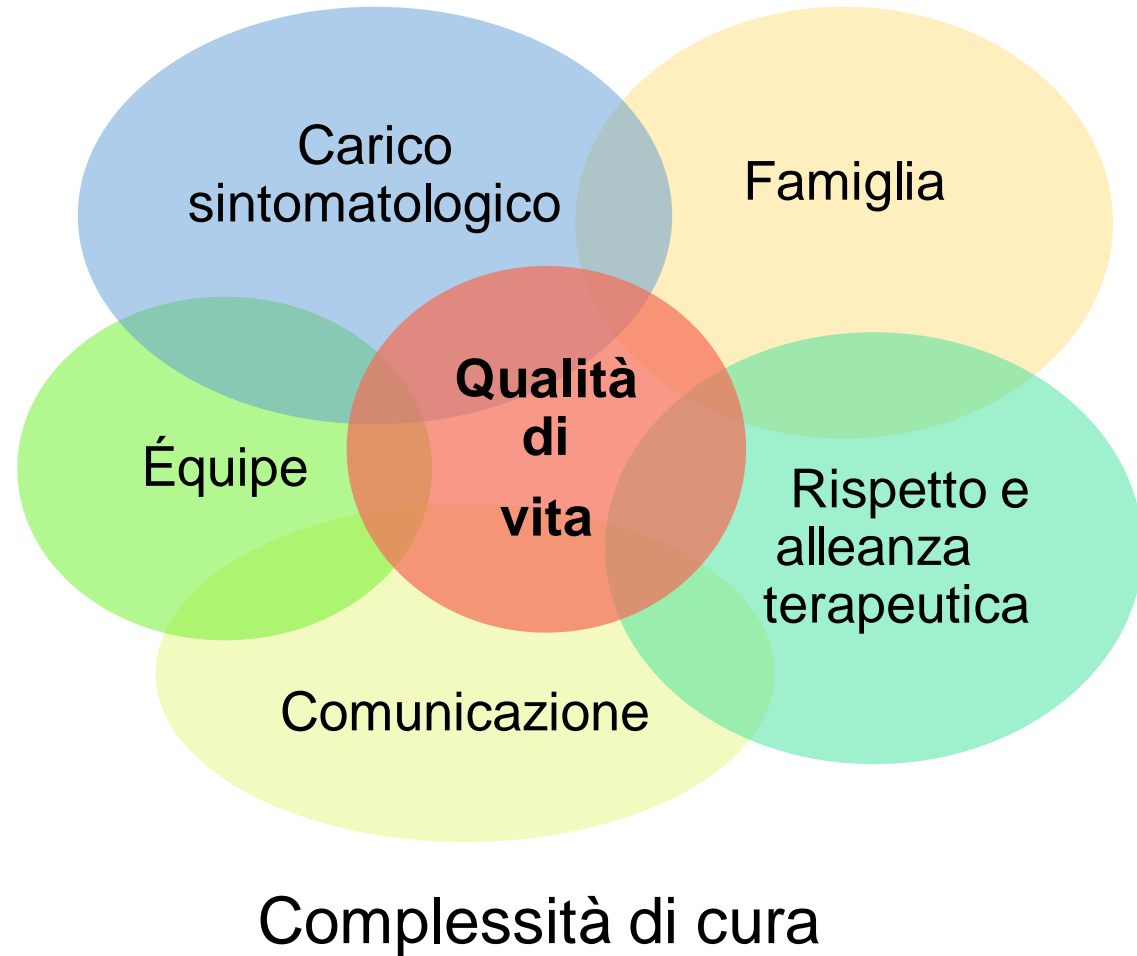 Carico
sintomatologico
Famiglia
Qualità
di
vita
Équipe
Rispetto e
alleanza
terapeutica
Comunicazione
Complessità di cura